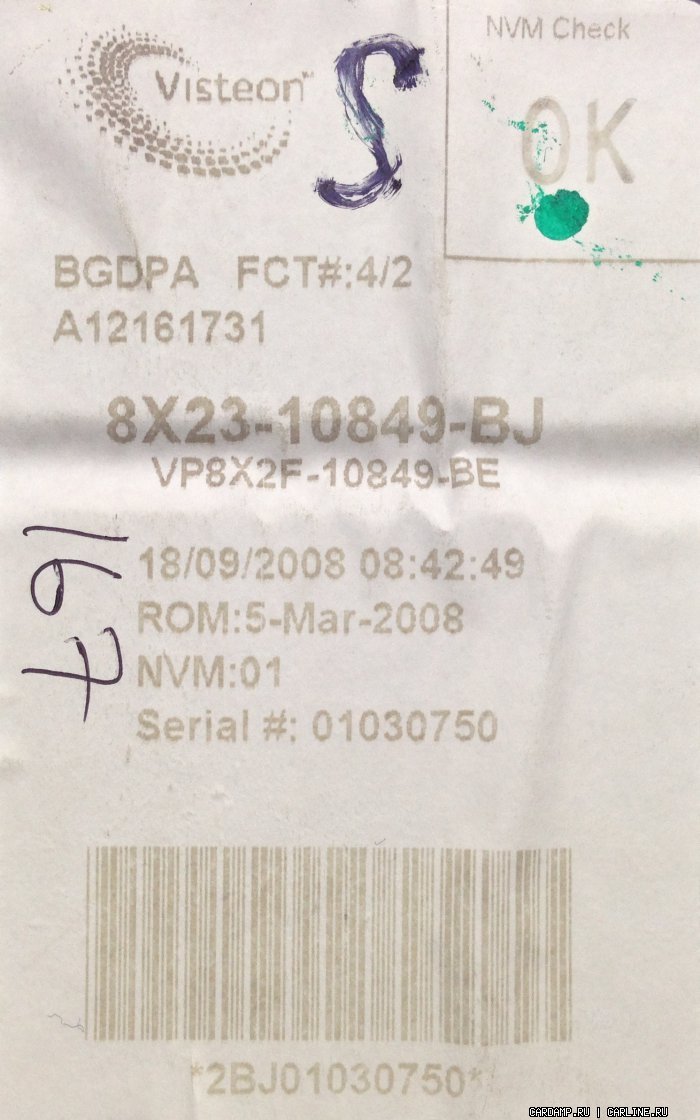 Visteon™
S
NVM Check
OK
BGDPA FCT#:4/2
A12161731
8X23-10849-BJ
VP8X2F-10849-BE
167
18/09/2008 08:42:49
ROM:5-Mar-2008
NVM:01
Serial #: 01030750
*2BJ01030750*
CARDAMP.RU | CARLINE.RU